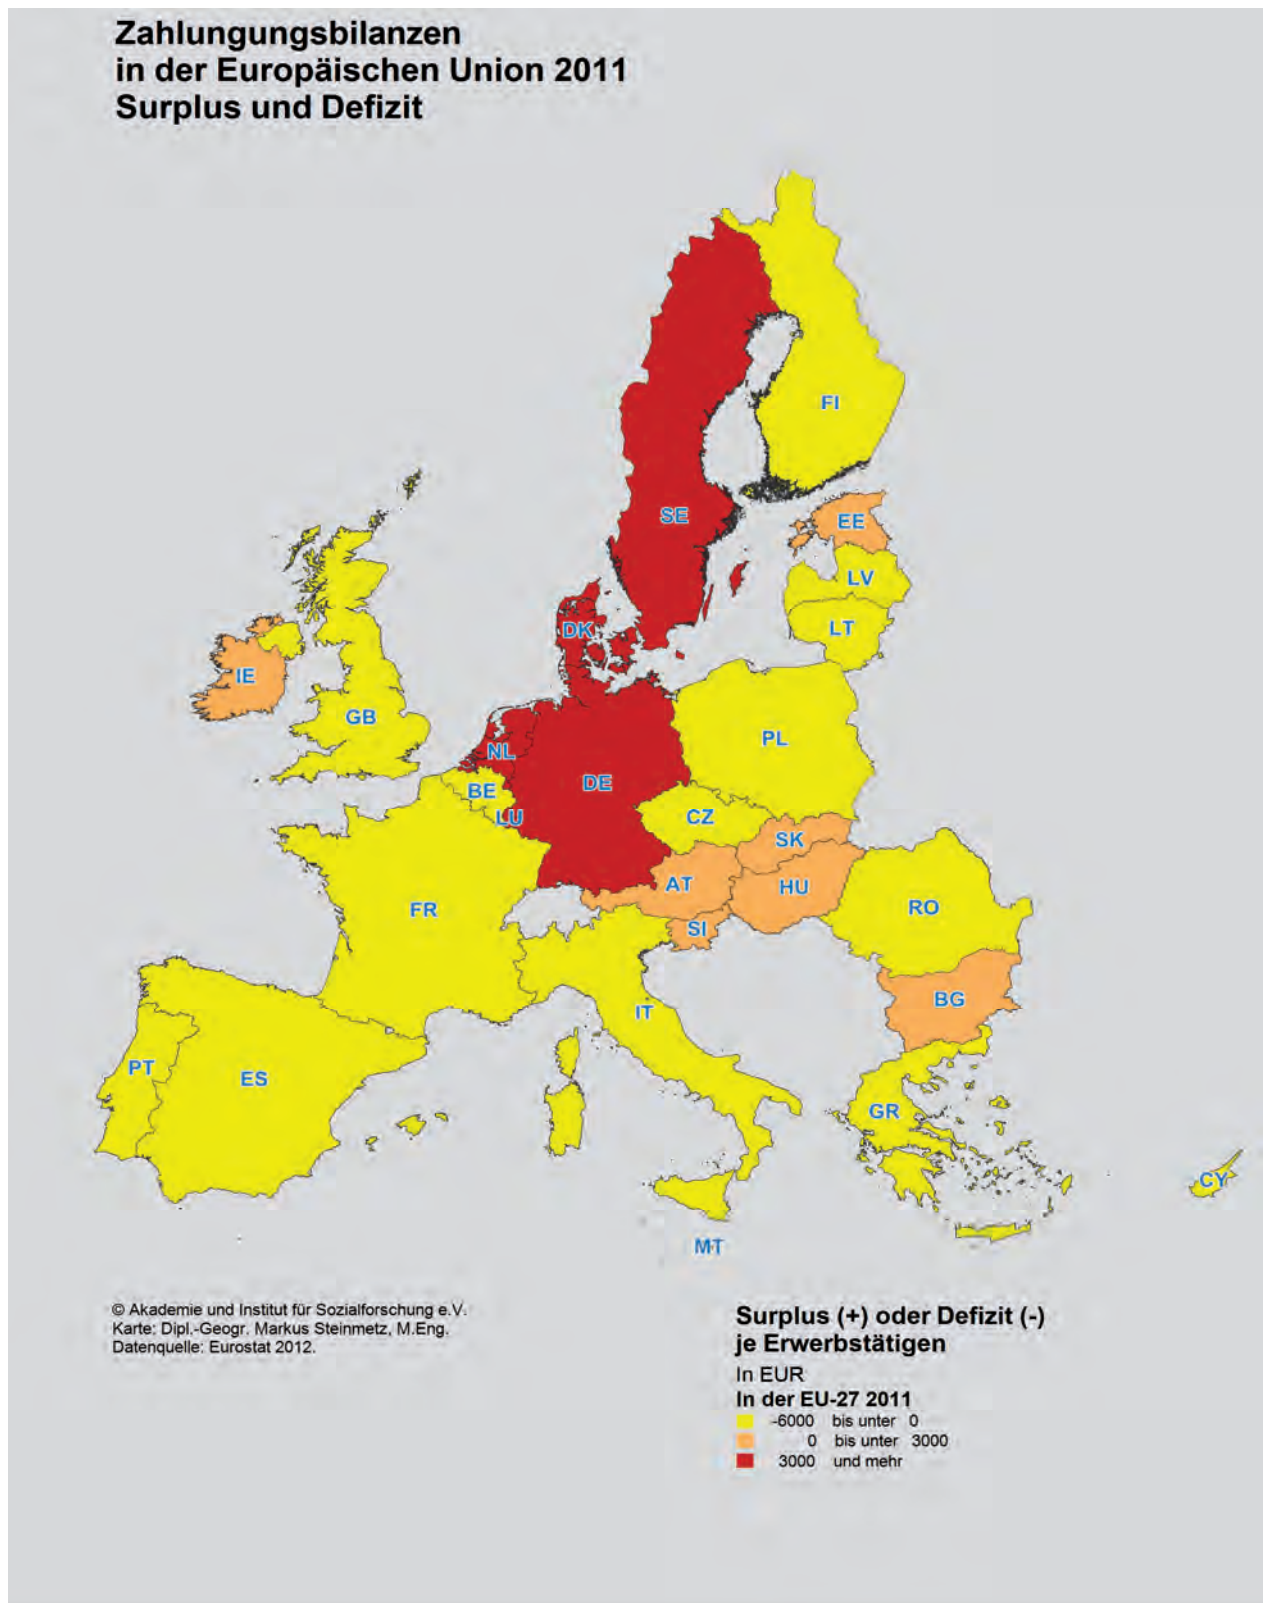 Zahlungungsbilanzen
in der Europäischen Union 2011
Surplus und Defizit
FI
SE
EE
LV
LT
DK
IE
GB
NL
PL
BE
DE
LU
CZ
SK
AT
HU
FR
RO
SI
BG
IT
PT
ES
GR
CY
MT
© Akademie und Institut für Sozialforschung e.V.
Karte: Dipl.-Geogr. Markus Steinmetz, M.Eng.
Datenquelle: Eurostat 2012.
Surplus (+) oder Defizit (-)
je Erwerbstätigen
In EUR
In der EU-27 2011
-6000 bis unter 0
0 bis unter 3000
3000 und mehr